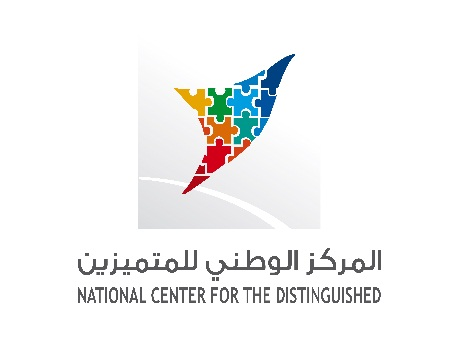 المركز الوطني للمتميزين
NATIONAL CENTER FOR THE DISTINGUISHED